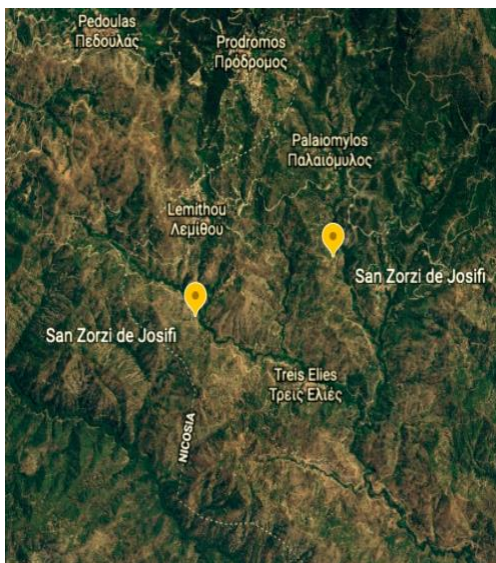 Pedoulas
Πεδουλάς
Prodromos
Πρόδρομος
Palaiomylos
Παλαιόμυλος
Lemithou
Λεμίθου
San Zorzi de Josifi
San Zorzi de Josifi
Treis Elies
Τρεις Ελιές
NICOSIA